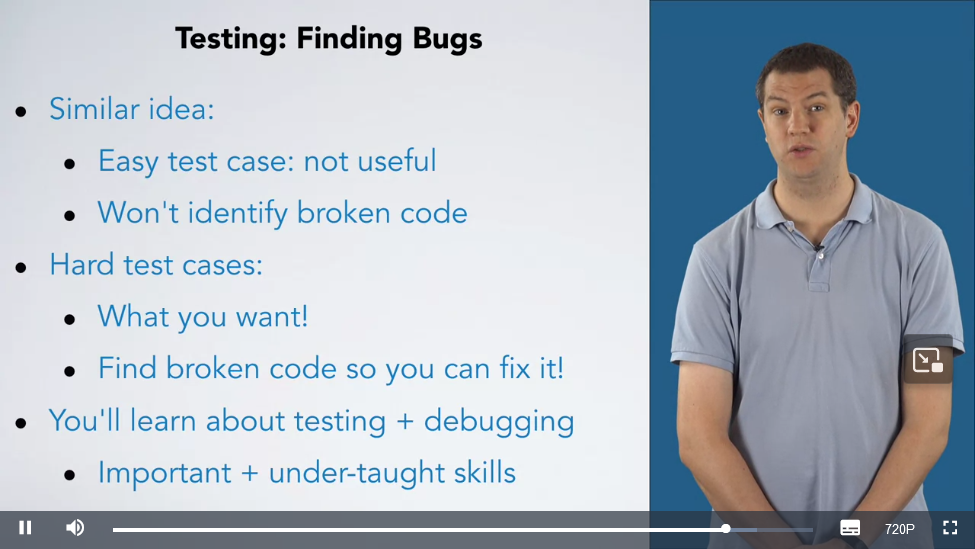 Testing: Finding Bugs
Similar idea:
Easy test case: not useful
Won't identify broken code
Hard test cases:
What you want!
Find broken code so you can fix it!
You'll learn about testing + debugging
Important + under-taught skills
720P